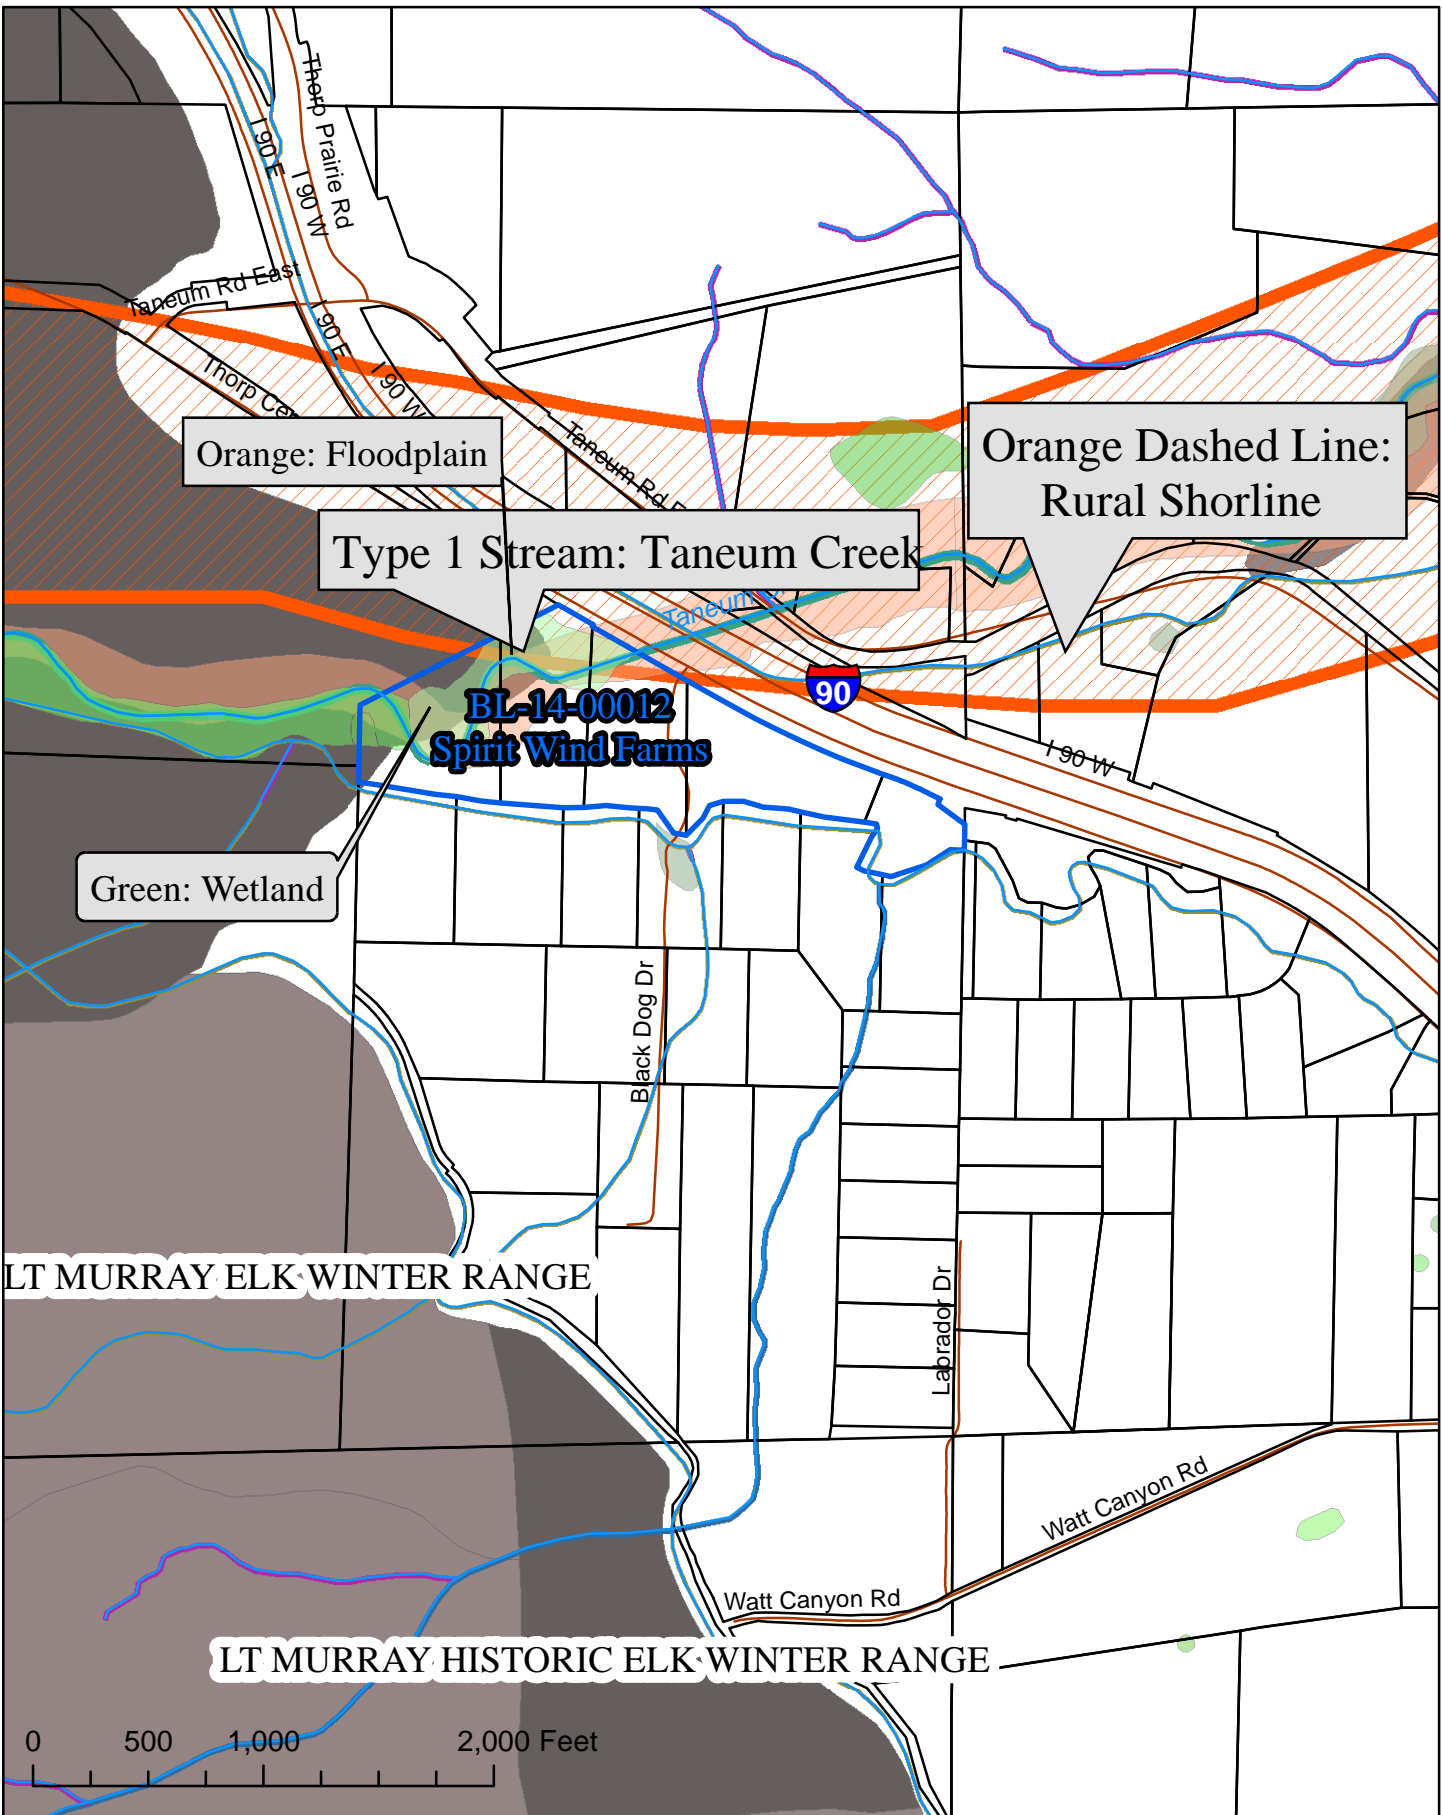 Thorp Prairie Rd
I 90 E
I 90 W
Taneum Rd East
I 90 E
I 90 W
Thorp Ce
Taneum Rd E
Orange: Floodplain
Orange Dashed Line:
Rural Shorline
Type 1 Stream: Taneum Creek
Taneum
90
BL-14-00012
Spirit Wind Farms
I 90 W
Green: Wetland
Black Dog Dr
LT MURRAY ELK WINTER RANGE
Labrador Dr
Watt Canyon Rd
Watt Canyon Rd
LT MURRAY HISTORIC ELK WINTER RANGE
0 500 1,000 2,000 Feet